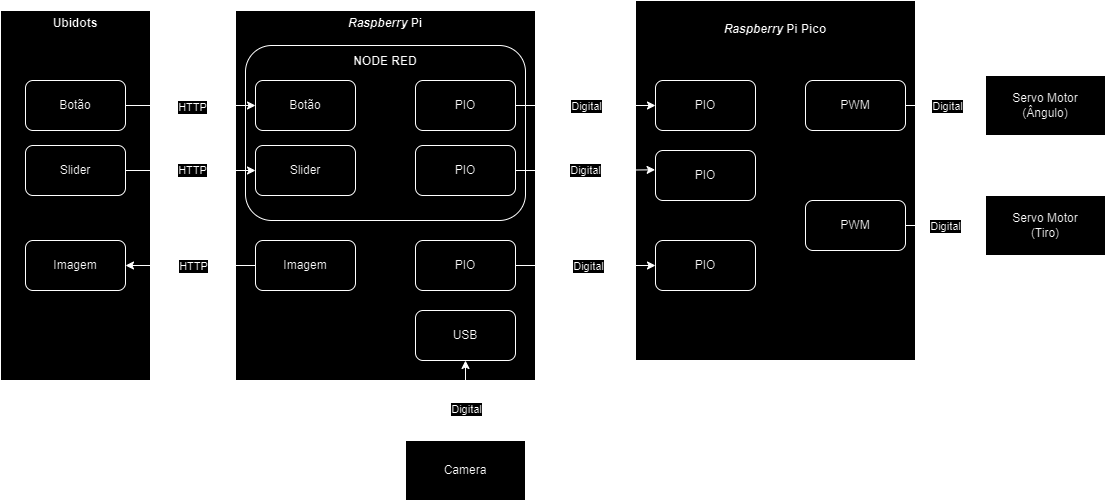 Ubidots
Raspberry Pi
Raspberry Pi Pico
NODE RED
Botão
HTTP
Botão
PIO
Digital
PIO
PWM
Digital
Servo Motor
(Ângulo)
Slider
HTTP
Slider
PIO
Digital
PIO
PWM
Digital
Servo Motor
(Tiro)
Imagem
HTTP
Imagem
PIO
Digital
PIO
USB
Digital
Camera